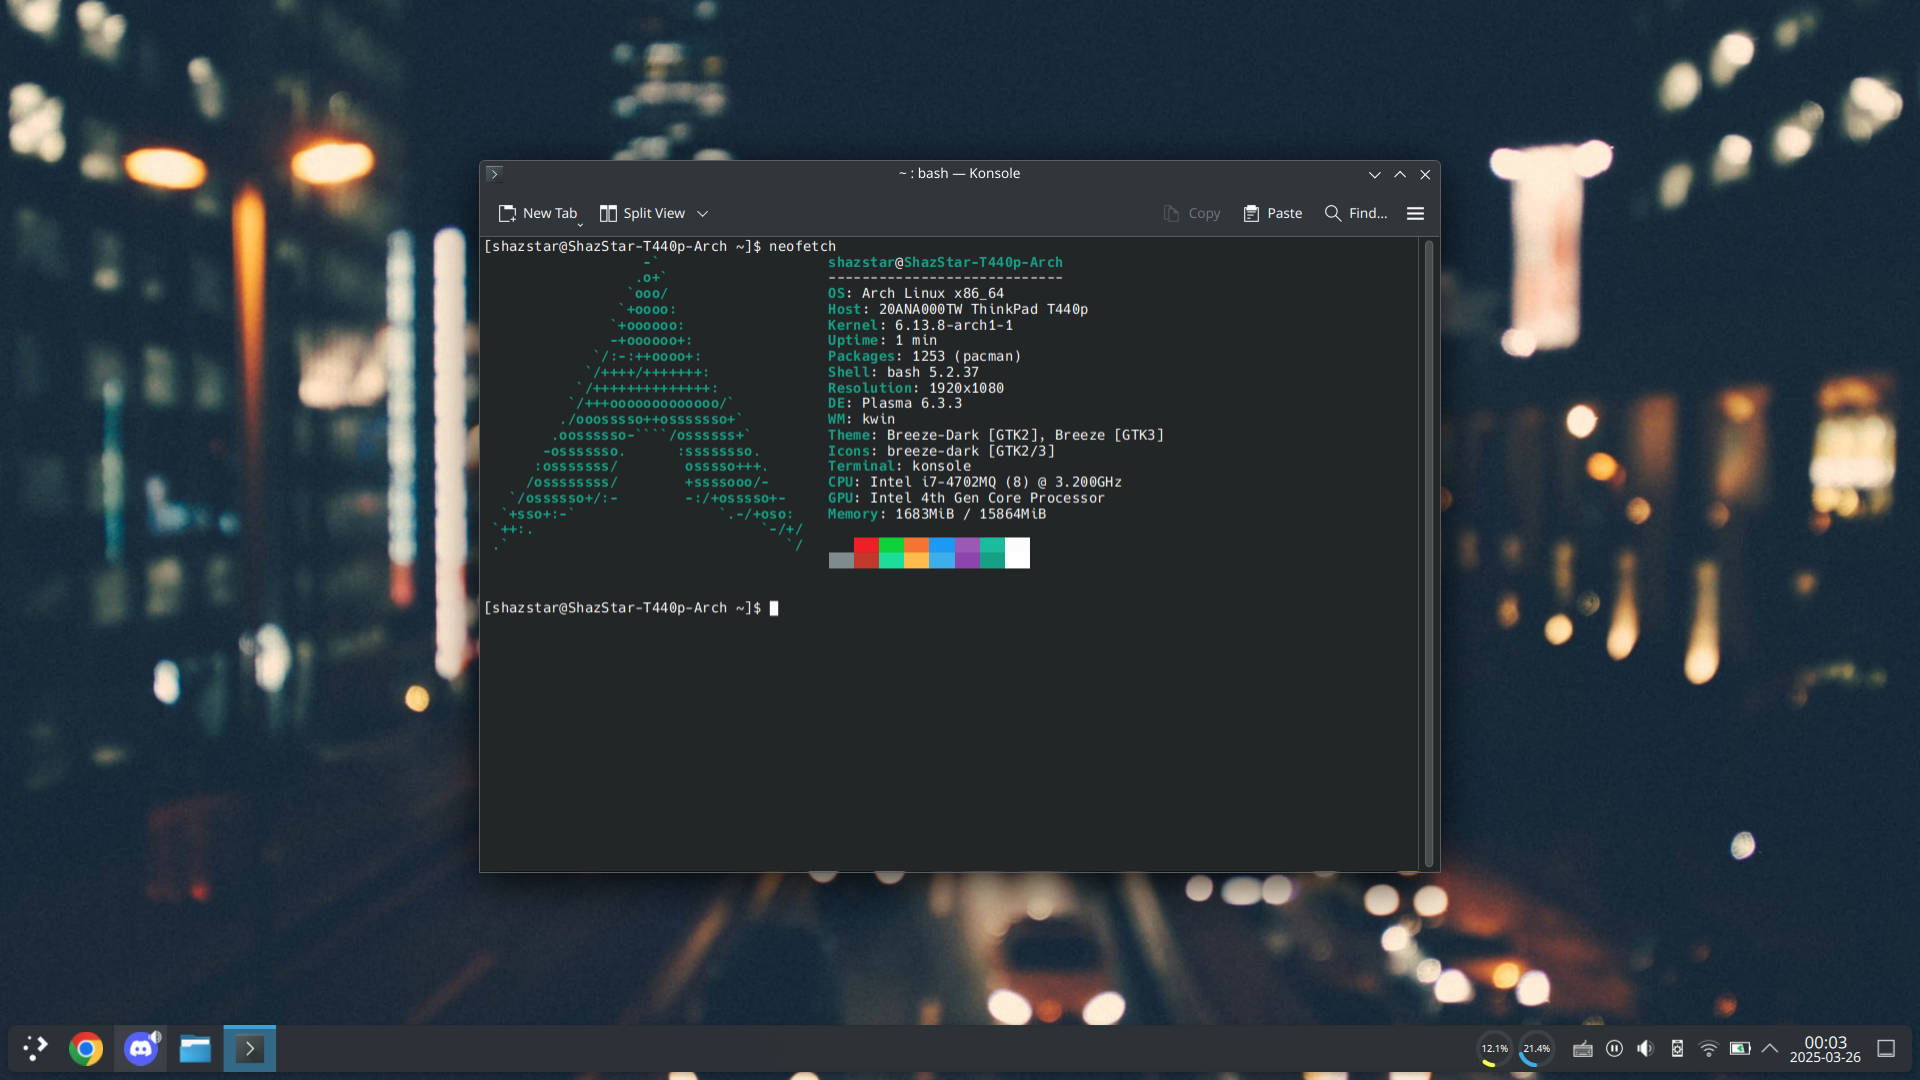 ~ : bash — Konsole
New Tab Split View Copy Paste Find...
[shazstar@ShazStar-T440p-Arch ~]$ neofetch
                   -`                    shazstar@ShazStar-T440p-Arch
                  .o+`                   ----------------------------
                 `ooo/                   OS: Arch Linux x86_64
                `+oooo:                  Host: 20ANA000TW ThinkPad T440p
               `+oooooo:                 Kernel: 6.13.8-arch1-1
               -+oooooo+:                Uptime: 1 min
             `/:-:++oooo+:               Packages: 1253 (pacman)
            `/++++/+++++++:              Shell: bash 5.2.37
           `/++++++++++++++:             Resolution: 1920x1080
          `/+++ooooooooooooo/`           DE: Plasma 6.3.3
         ./ooosssso++osssssso+`          WM: kwin
        .oossssso-````/ossssss+`         Theme: Breeze-Dark [GTK2], Breeze [GTK3]
       -osssssso.      :ssssssso.        Icons: breeze-dark [GTK2/3]
      :osssssss/        osssso+++.       Terminal: konsole
     /ossssssss/        +ssssooo/-       CPU: Intel i7-4702MQ (8) @ 3.200GHz
   `/ossssso+/:-        -:/+osssso+-     GPU: Intel 4th Gen Core Processor
  `+sso+:-`                 `.-/+oso:    Memory: 1683MiB / 15864MiB
 `++:.                           `-/+/
 .`                                 `/
[shazstar@ShazStar-T440p-Arch ~]$
12.1% 21.4% 00:03
2025-03-26